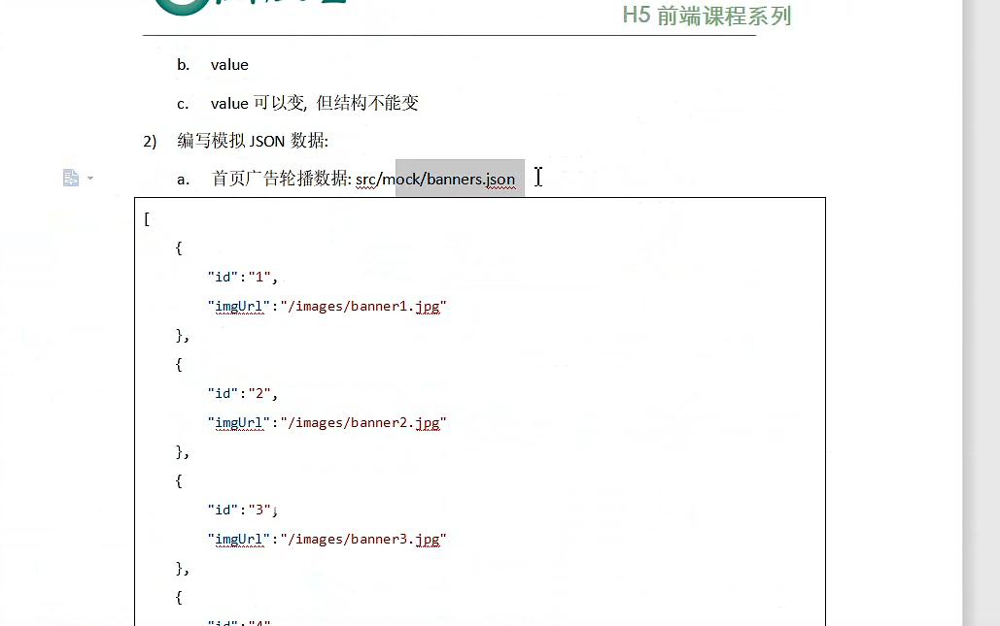 H5 前端课程系列
b. value
c. value 可以变, 但结构不能变
2) 编写模拟 JSON 数据:
a. 首页广告轮播数据: src/mock/banners.json
[
{
"id":"1",
"imgUrl":"/images/banner1.jpg"
},
{
"id":"2",
"imgUrl":"/images/banner2.jpg"
},
{
"id":"3",
"imgUrl":"/images/banner3.jpg"
},
{
"id":"4"